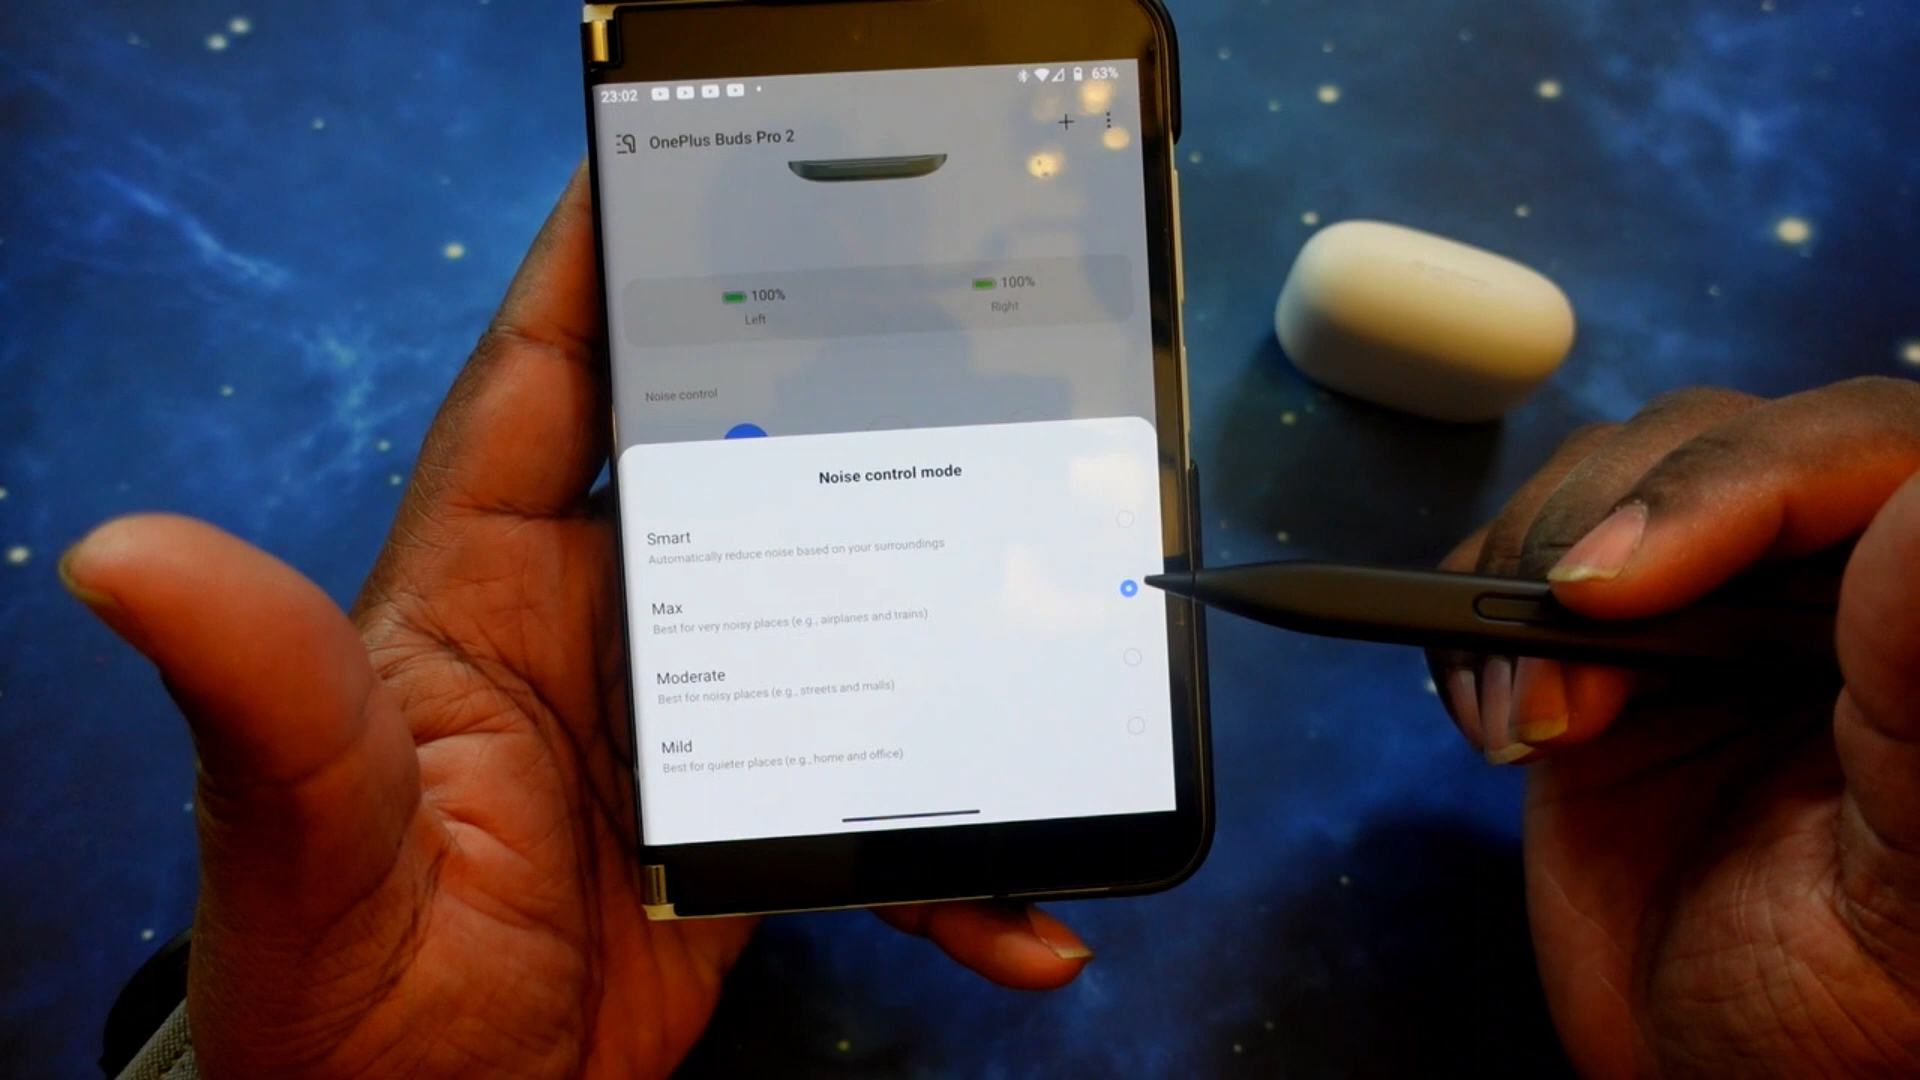 23:02
63%
OnePlus Buds Pro 2
100%
100%
Left
Right
Noise control
Noise control mode
Smart
Automatically reduce noise based on your surroundings
Max
Best for very noisy places (e.g., airplanes and trains)
Moderate
Best for noisy places (e.g., streets and malls)
Mild
Best for quieter places (e.g., home and office)